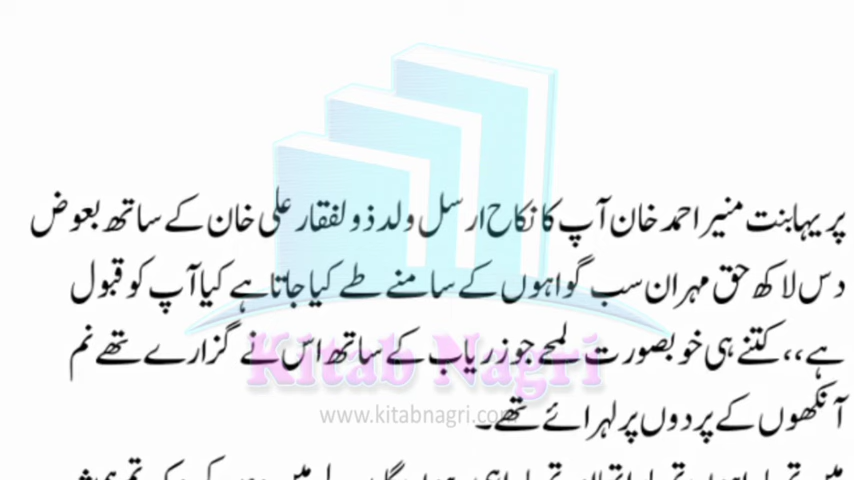 پریہا بنت منیر احمد خان آپ کا نکاح ارسل ولد ذولفقار علی خان کے ساتھ بعوض
دس لاکھ حق مہر ان سب گواہوں کے سامنے طے کیا جاتا ہے کیا آپ کو قبول
ہے،، کتنے ہی خوبصورت لمحے جو زریاب کے ساتھ اس نے گزارے تھے نم
آنکھوں کے پردوں پر لہرائے تھے۔
Kitab Nagri
www.kitabnagri.com